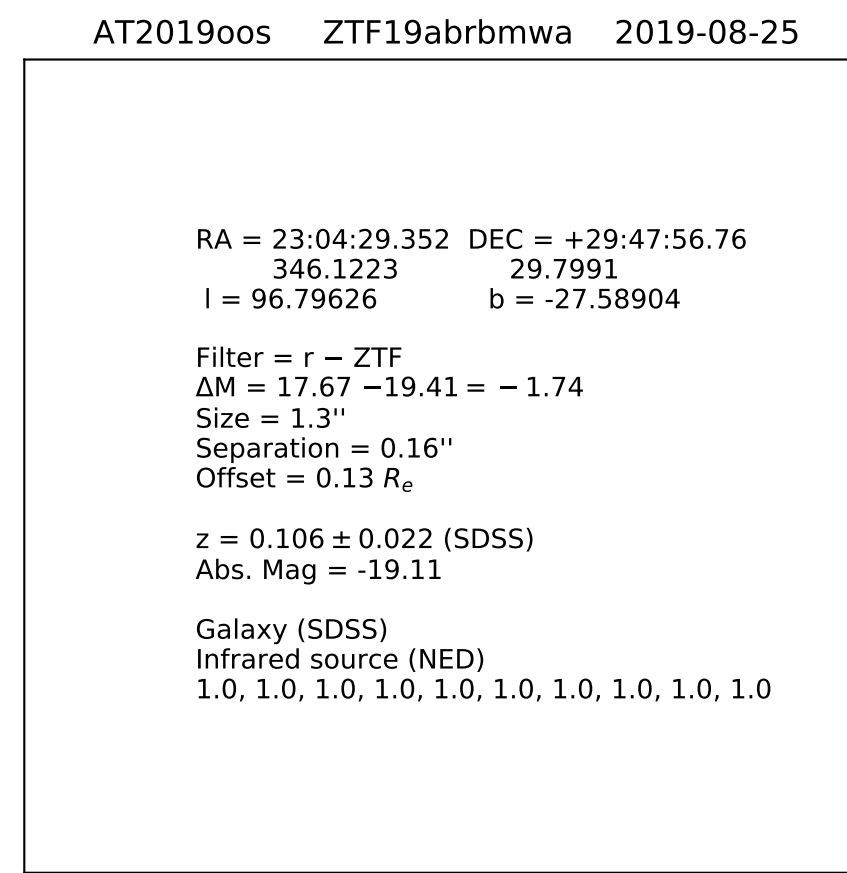 AT2019oos ZTF19abrbmwa 2019-08-25
RA = 23:04:29.352 DEC = +29:47:56.76
346.1223 29.7991
l = 96.79626 b = -27.58904
Filter = r − ZTF
ΔM = 17.67 −19.41 = − 1.74
Size = 1.3''
Separation = 0.16''
Offset = 0.13 Rₑ
z = 0.106 ± 0.022 (SDSS)
Abs. Mag = -19.11
Galaxy (SDSS)
Infrared source (NED)
1.0, 1.0, 1.0, 1.0, 1.0, 1.0, 1.0, 1.0, 1.0, 1.0